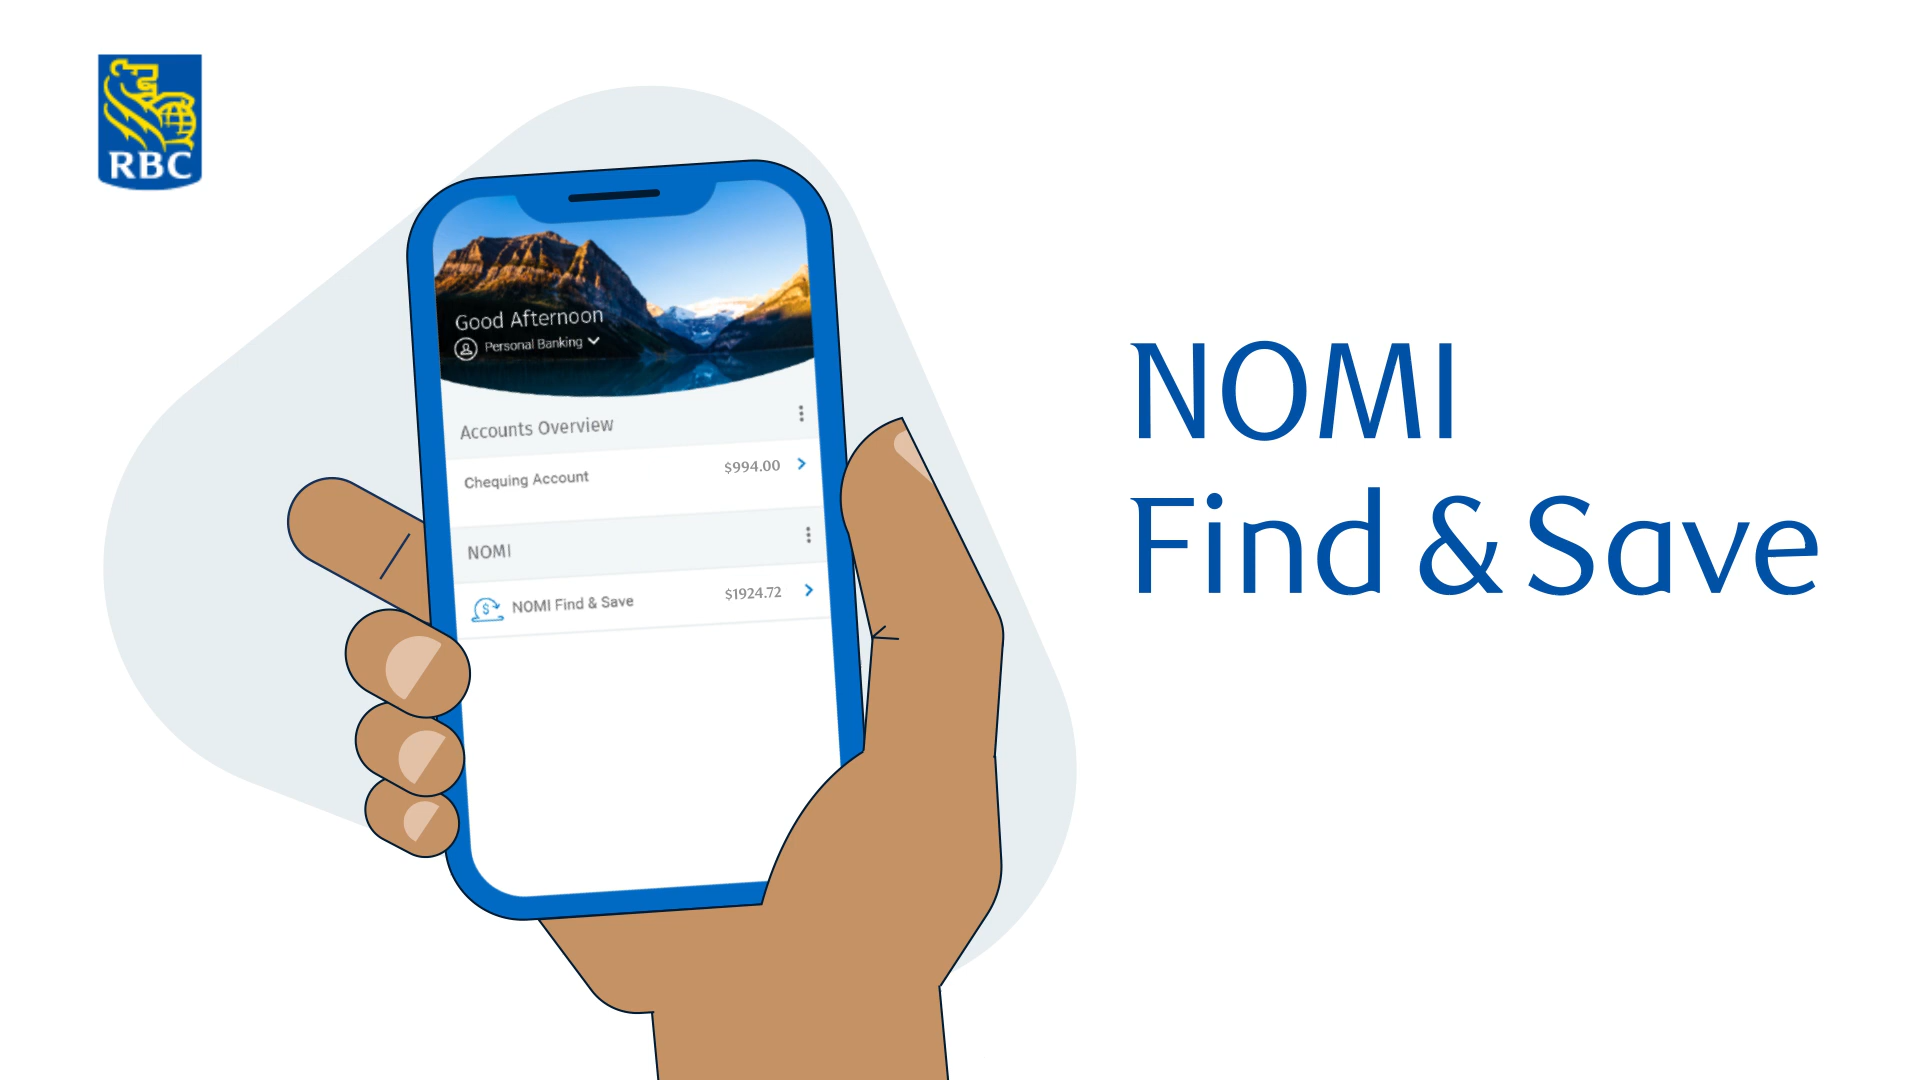 RBC
Good Afternoon
Personal Banking
Accounts Overview
Chequing Account $994.00
NOMI
$ NOMI Find & Save $1924.72
NOMI
Find & Save